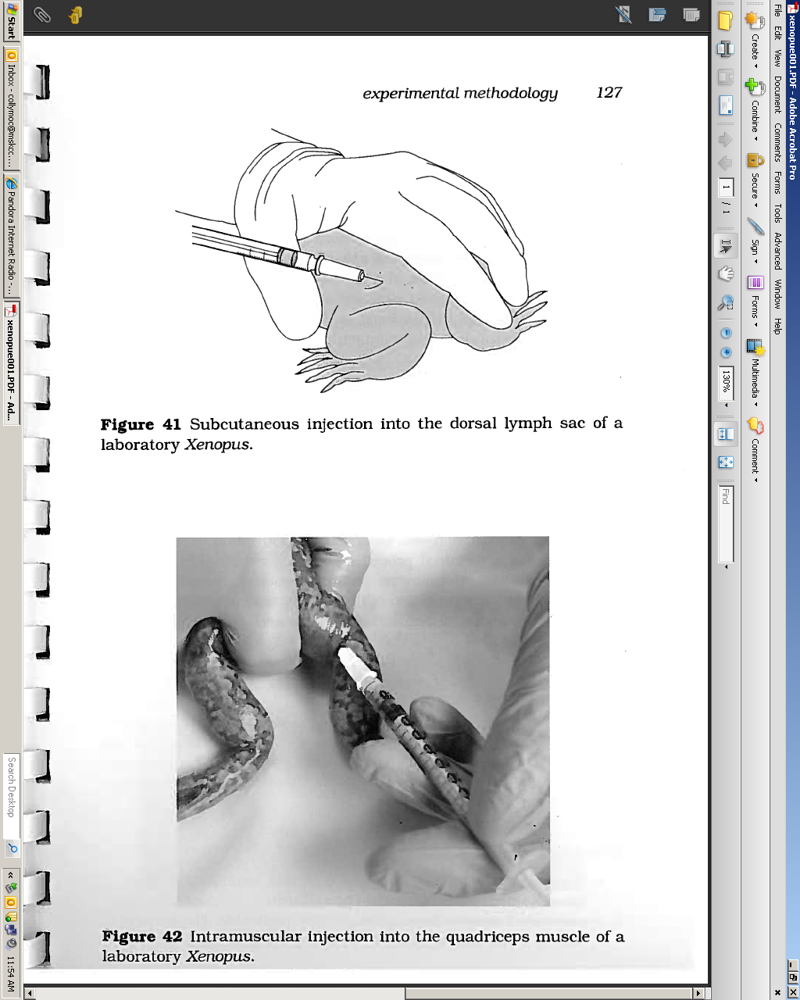 xenopue001.PDF - Adobe Acrobat Pro
File Edit View Document Comments Forms Tools Advanced Window Help
Create Combine Secure Sign Forms Multimedia Comment
1 / 1 130% Find
experimental methodology 127
Figure 41 Subcutaneous injection into the dorsal lymph sac of a
laboratory Xenopus.
Figure 42 Intramuscular injection into the quadriceps muscle of a
laboratory Xenopus.
Start Inbox - collymoc@mskcc.... Pandora Internet Radio -... xenopue001.PDF - Ad... Search Desktop « 11:54 AM